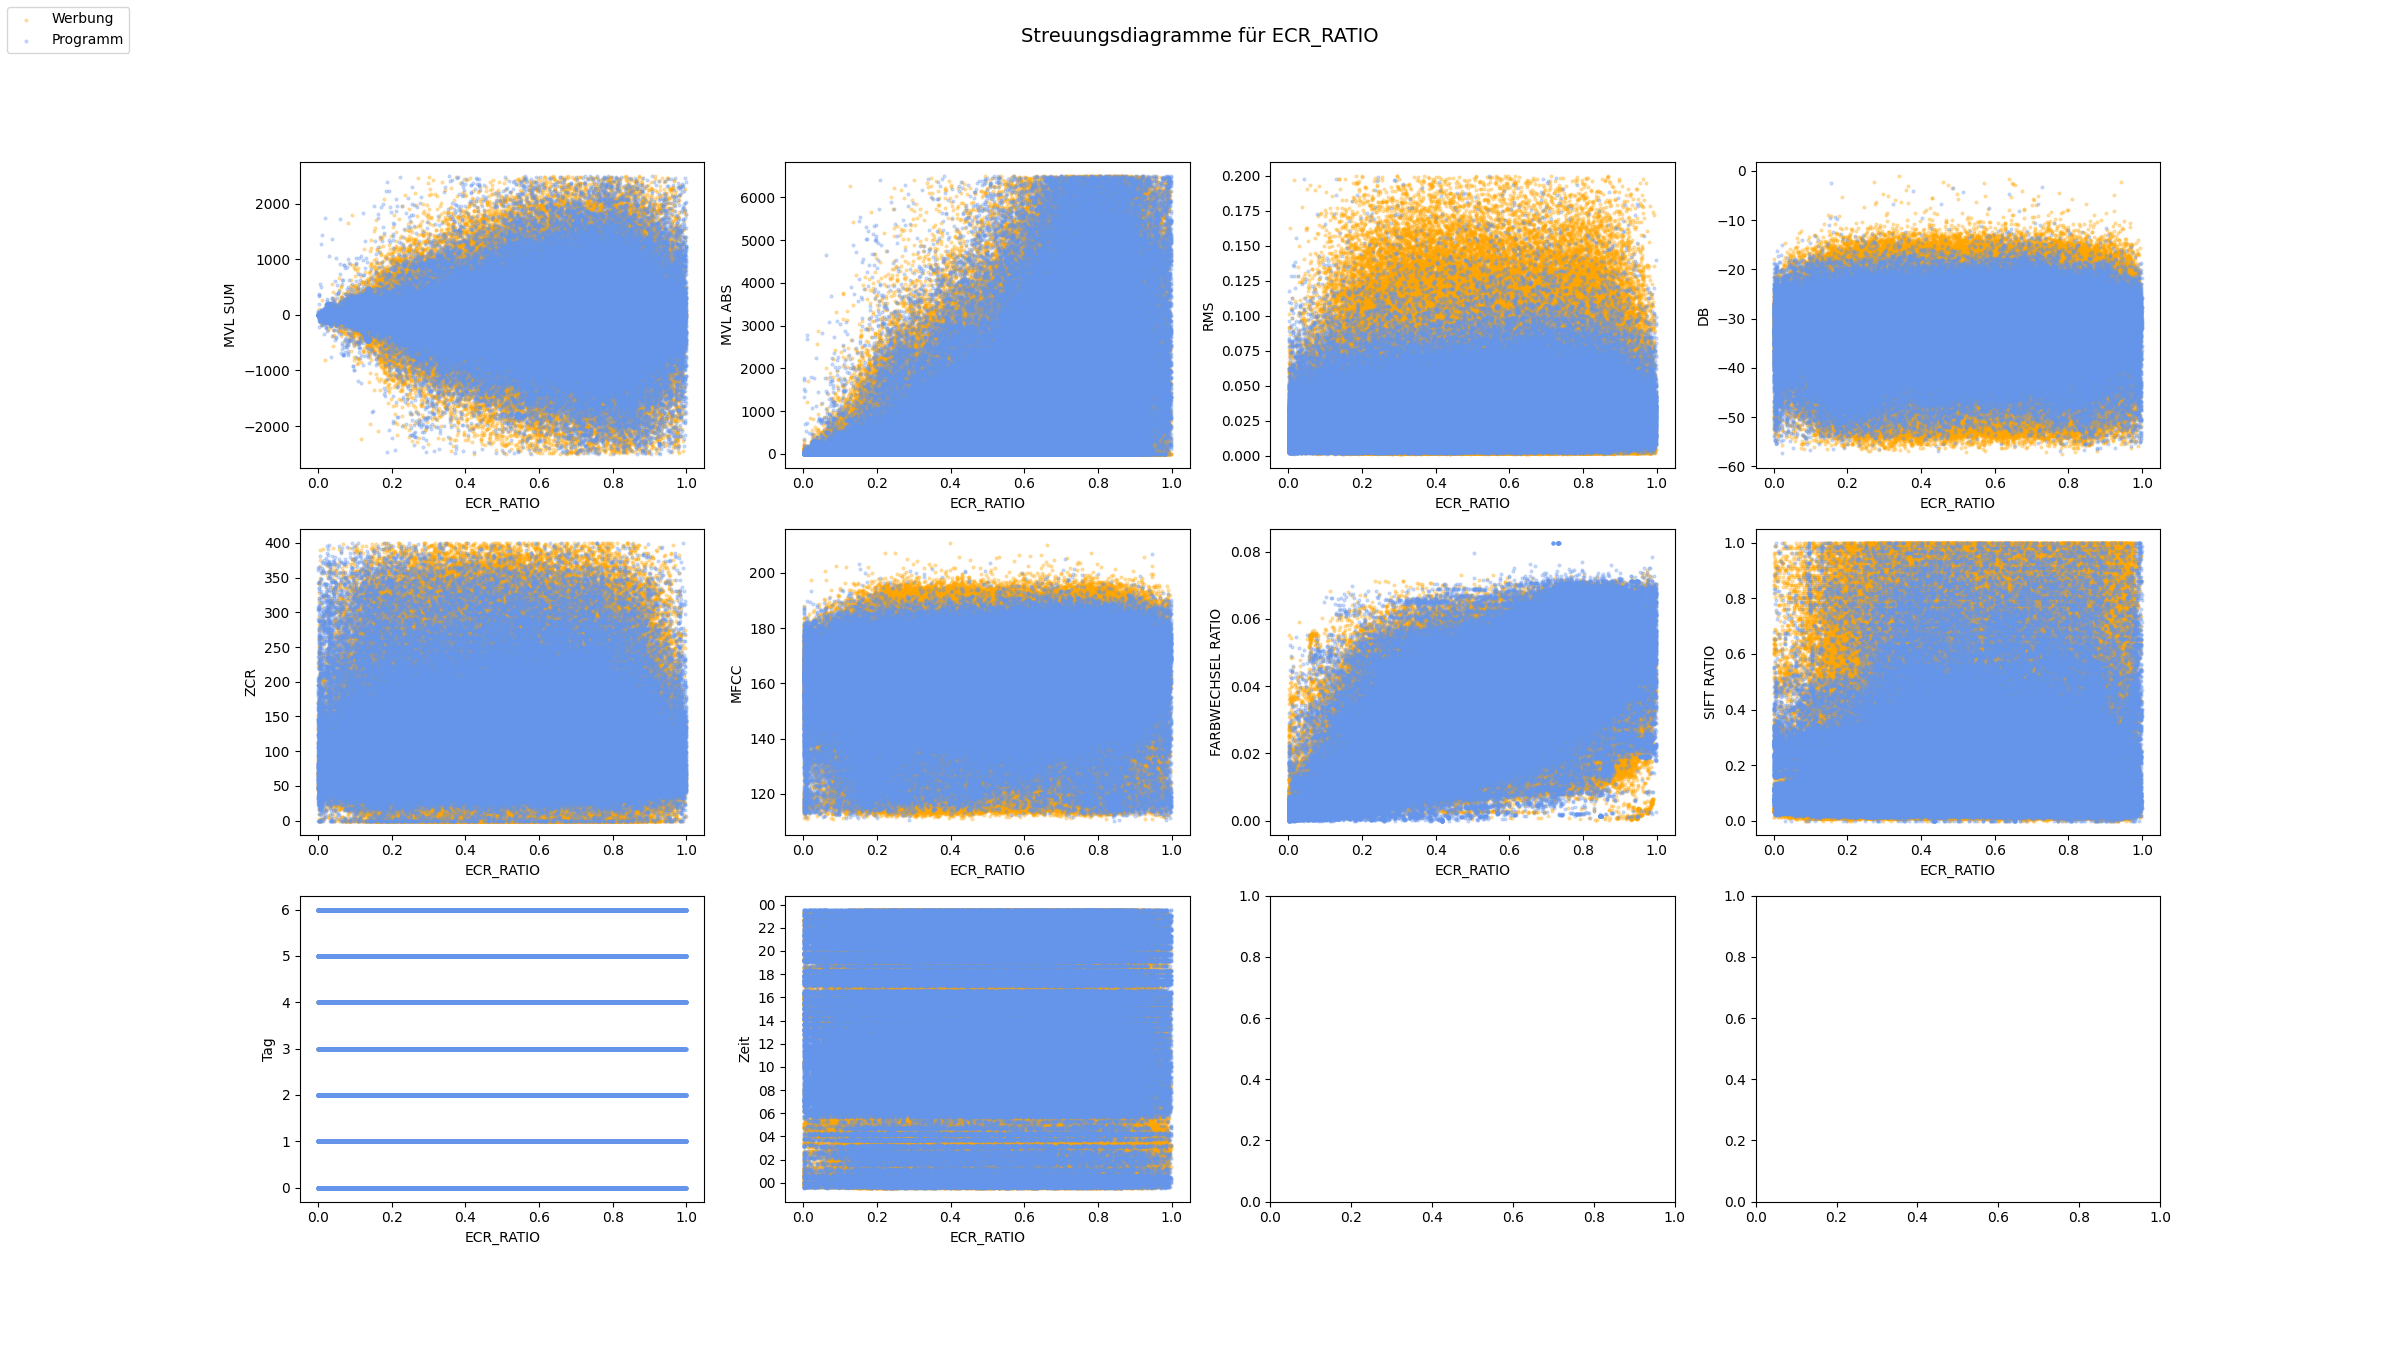 Werbung
Programm
Streuungsdiagramme für ECR_RATIO
MVL SUM
2000
1000
0
−1000
−2000
0.0 0.2 0.4 0.6 0.8 1.0
ECR_RATIO
MVL ABS
6000
5000
4000
3000
2000
1000
0
0.0 0.2 0.4 0.6 0.8 1.0
ECR_RATIO
RMS
0.200
0.175
0.150
0.125
0.100
0.075
0.050
0.025
0.000
0.0 0.2 0.4 0.6 0.8 1.0
ECR_RATIO
DB
0
−10
−20
−30
−40
−50
−60
0.0 0.2 0.4 0.6 0.8 1.0
ECR_RATIO
ZCR
400
350
300
250
200
150
100
50
0
0.0 0.2 0.4 0.6 0.8 1.0
ECR_RATIO
MFCC
200
180
160
140
120
0.0 0.2 0.4 0.6 0.8 1.0
ECR_RATIO
FARBWECHSEL RATIO
0.08
0.06
0.04
0.02
0.00
0.0 0.2 0.4 0.6 0.8 1.0
ECR_RATIO
SIFT RATIO
1.0
0.8
0.6
0.4
0.2
0.0
0.0 0.2 0.4 0.6 0.8 1.0
ECR_RATIO
Tag
6
5
4
3
2
1
0
0.0 0.2 0.4 0.6 0.8 1.0
ECR_RATIO
Zeit
00
22
20
18
16
14
12
10
08
06
04
02
00
0.0 0.2 0.4 0.6 0.8 1.0
ECR_RATIO
1.0
0.8
0.6
0.4
0.2
0.0
0.0 0.2 0.4 0.6 0.8 1.0
1.0
0.8
0.6
0.4
0.2
0.0
0.0 0.2 0.4 0.6 0.8 1.0